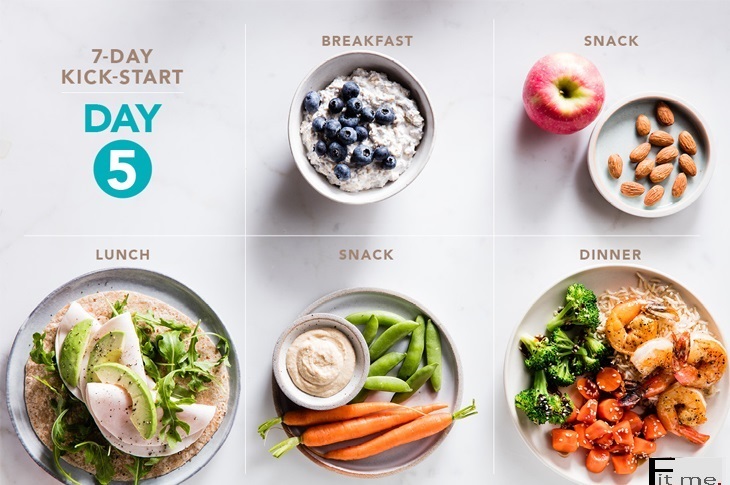 7-DAY
KICK-START
DAY
5
BREAKFAST
SNACK
LUNCH
SNACK
DINNER
Fit me.